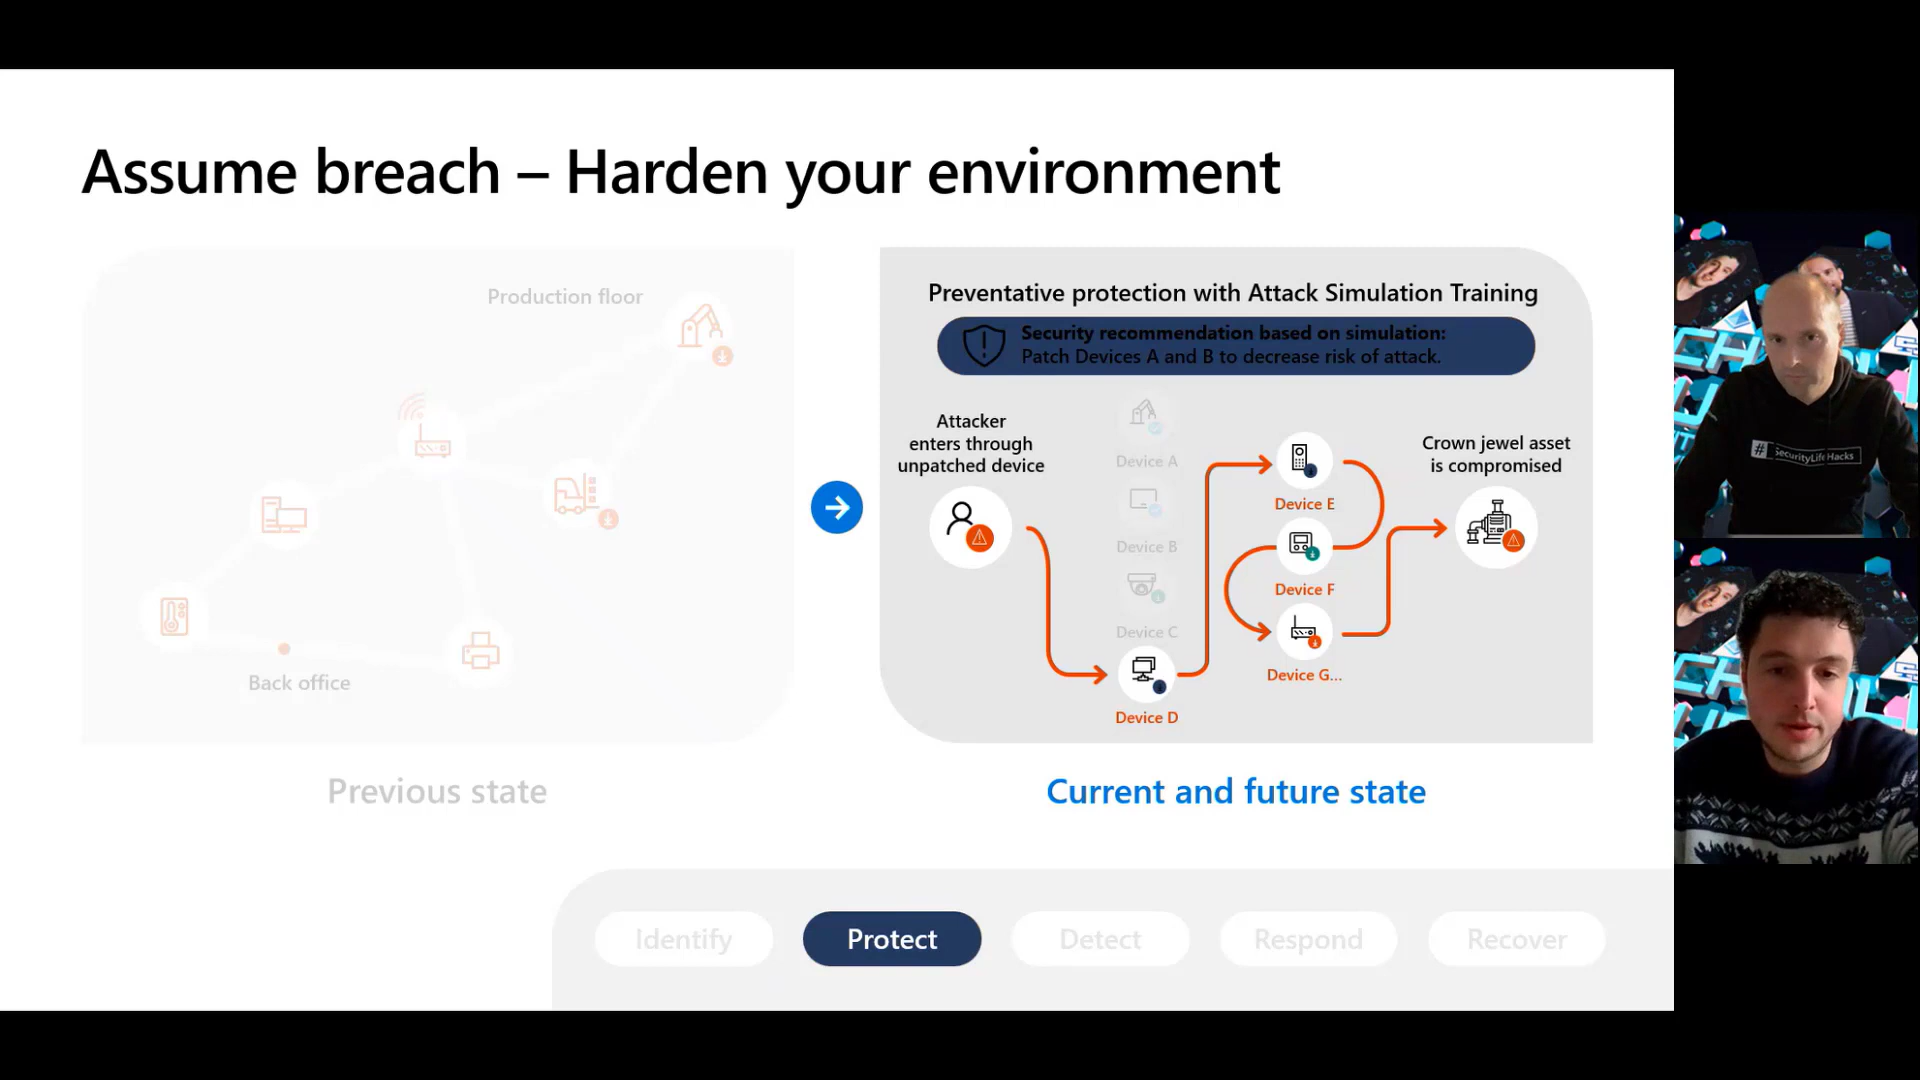 Assume breach – Harden your environment
Production floor
Back office
Previous state
Preventative protection with Attack Simulation Training
Security recommendation based on simulation:
Patch Devices A and B to decrease risk of attack.
Attacker
enters through
unpatched device
Device A
Device B
Device C
Device D
Device E
Device F
Device G...
Crown jewel asset
is compromised
Current and future state
Identify
Protect
Detect
Respond
Recover
# SecurityLifeHacks